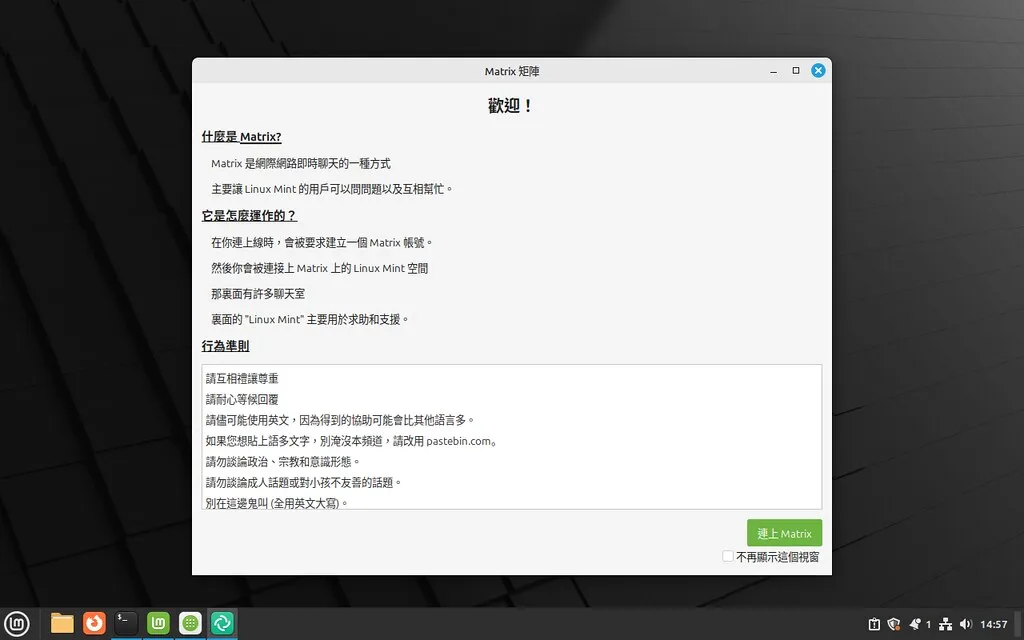 Matrix 矩陣
歡迎！
什麼是 Matrix?
Matrix 是網際網路即時聊天的一種方式
主要讓 Linux Mint 的用戶可以問問題以及互相幫忙。
它是怎麼運作的？
在你連上線時，會被要求建立一個 Matrix 帳號。
然後你會被連接上 Matrix 上的 Linux Mint 空間
那裏面有許多聊天室
裏面的 "Linux Mint" 主要用於求助和支援。
行為準則
請互相禮讓尊重
請耐心等候回覆
請儘可能使用英文，因為得到的協助可能會比其他語言多。
如果您想貼上語多文字，別淹沒本頻道，請改用 pastebin.com。
請勿談論政治、宗教和意識形態。
請勿談論成人話題或對小孩不友善的話題。
別在這邊鬼叫 (全用英文大寫)。
連上 Matrix
不再顯示這個視窗
1
14:57